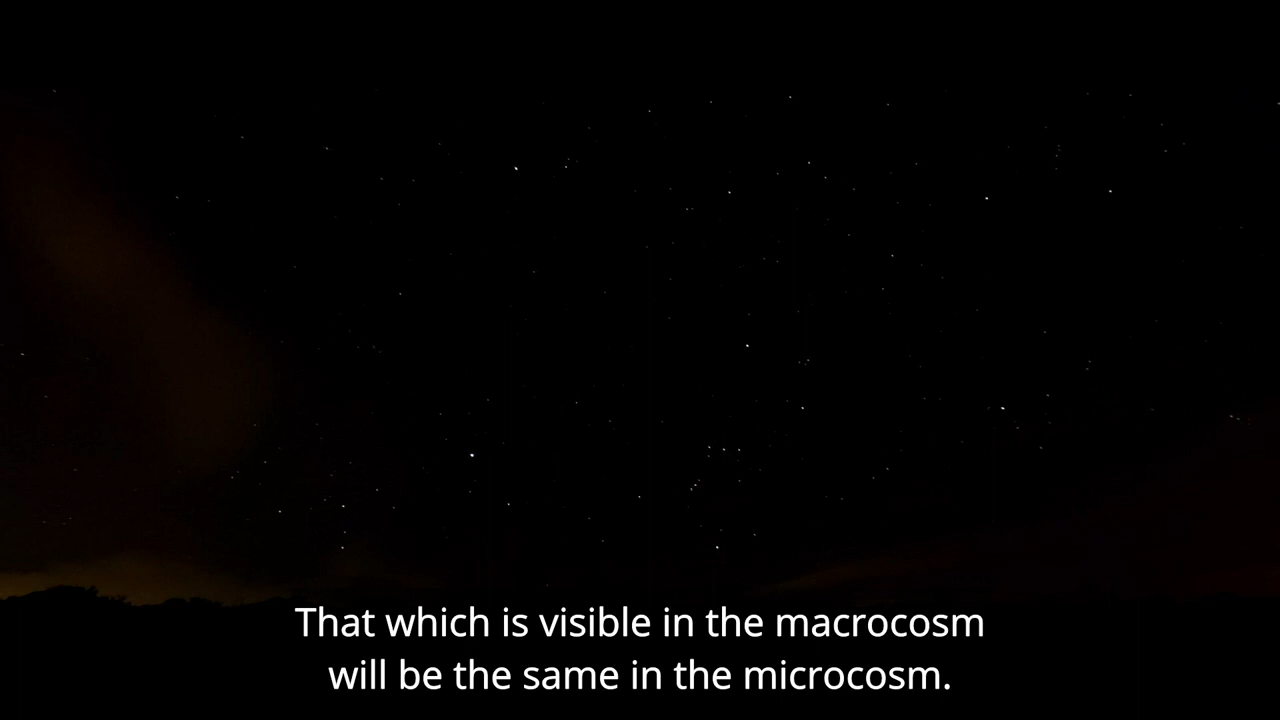 That which is visible in the macrocosm
will be the same in the microcosm.